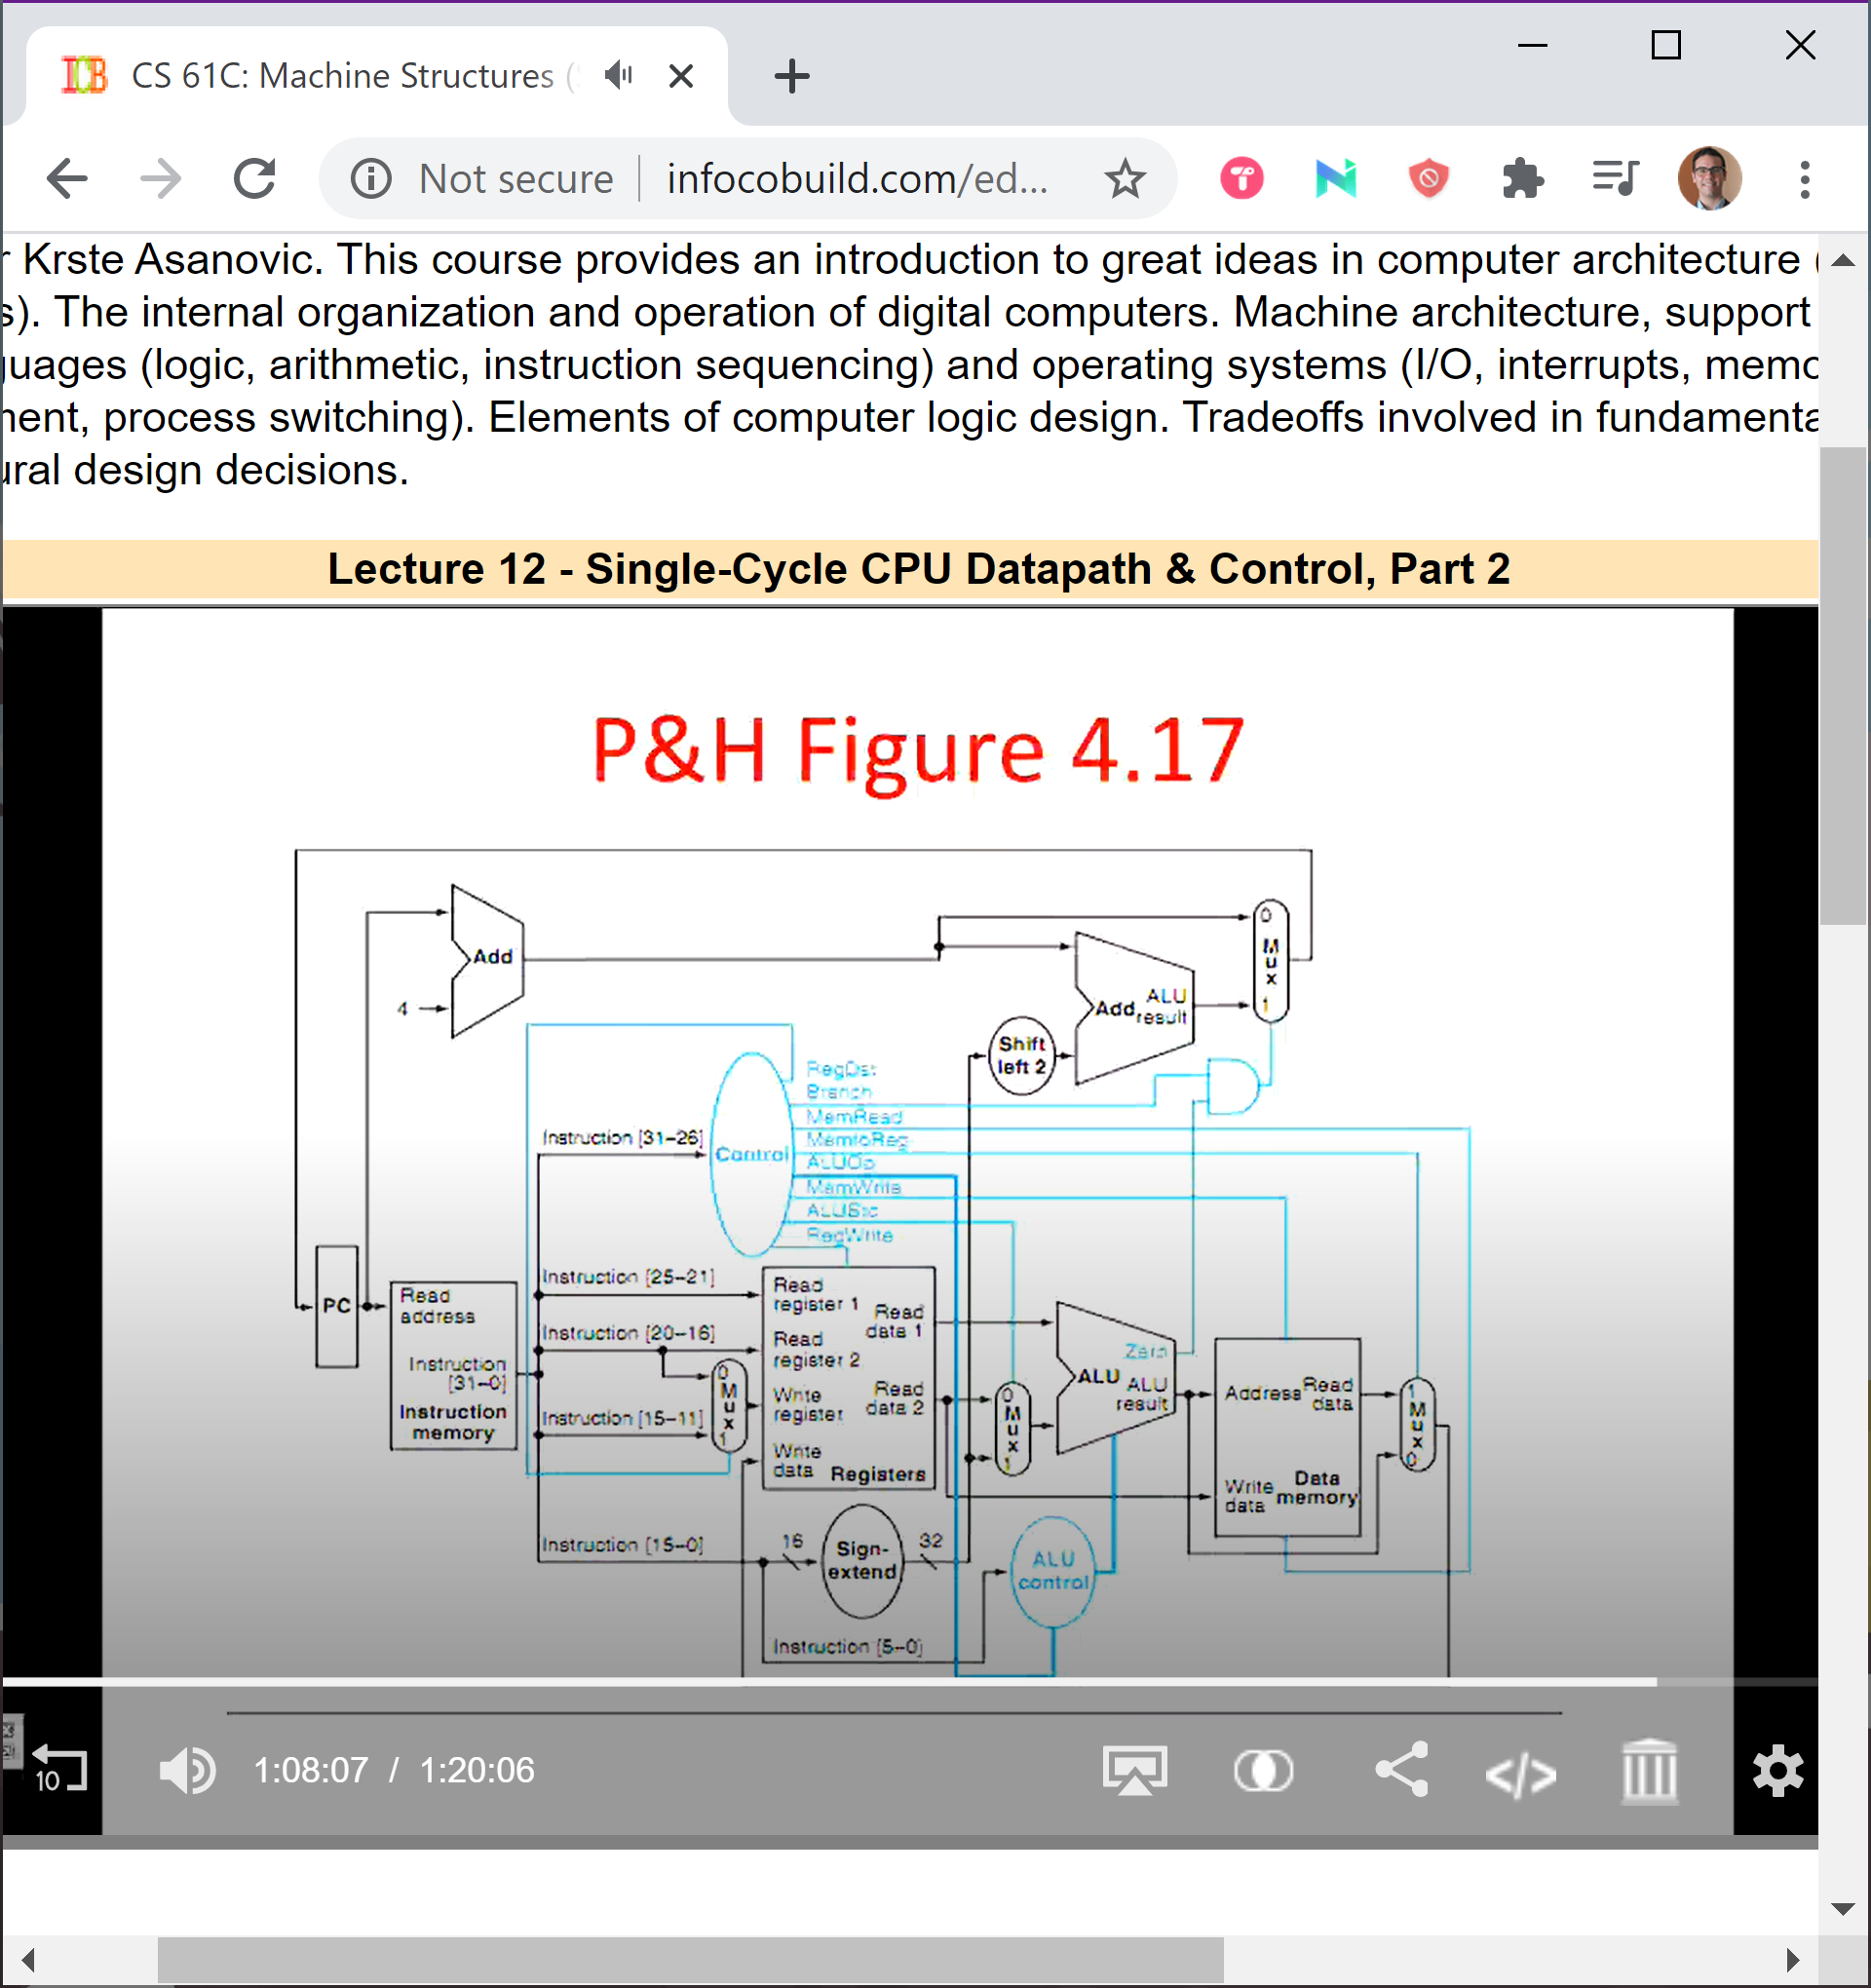 CS 61C: Machine Structures (
Not secure infocobuild.com/ed...
r Krste Asanovic. This course provides an introduction to great ideas in computer architecture (
s). The internal organization and operation of digital computers. Machine architecture, support
uages (logic, arithmetic, instruction sequencing) and operating systems (I/O, interrupts, memo
nent, process switching). Elements of computer logic design. Tradeoffs involved in fundamenta
ural design decisions.
Lecture 12 - Single-Cycle CPU Datapath & Control, Part 2
P&H Figure 4.17
Add
4
Add
ALU
result
0
Mux
1
Shift
left 2
RegDst
Branch
MemRead
MemtoReg
ALUOp
MemWrite
ALUSrc
RegWrite
Control
Instruction [31–26]
Instruction [25–21]
Instruction [20–16]
Instruction [15–11]
Instruction [15–0]
Instruction [5–0]
PC
Read
address
Instruction
[31–0]
Instruction
memory
0
Mux
1
Read
register 1
Read
register 2
Write
register
Write
data
Read
data 1
Read
data 2
Registers
0
Mux
1
Zero
ALU
ALU
result
Address
Read
data
Write
data
Data
memory
1
Mux
0
16
Sign-
extend
32
ALU
control
10
1:08:07 / 1:20:06